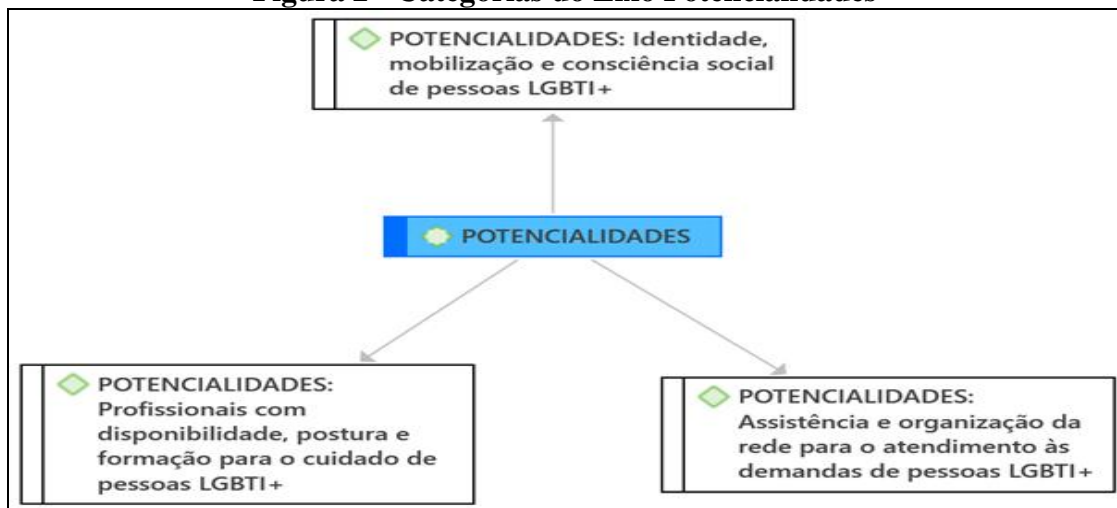 POTENCIALIDADES: Identidade,
mobilização e consciência social
de pessoas LGBTI+
POTENCIALIDADES
POTENCIALIDADES:
Profissionais com
disponibilidade, postura e
formação para o cuidado de
pessoas LGBTI+
POTENCIALIDADES:
Assistência e organização da
rede para o atendimento às
demandas de pessoas LGBTI+